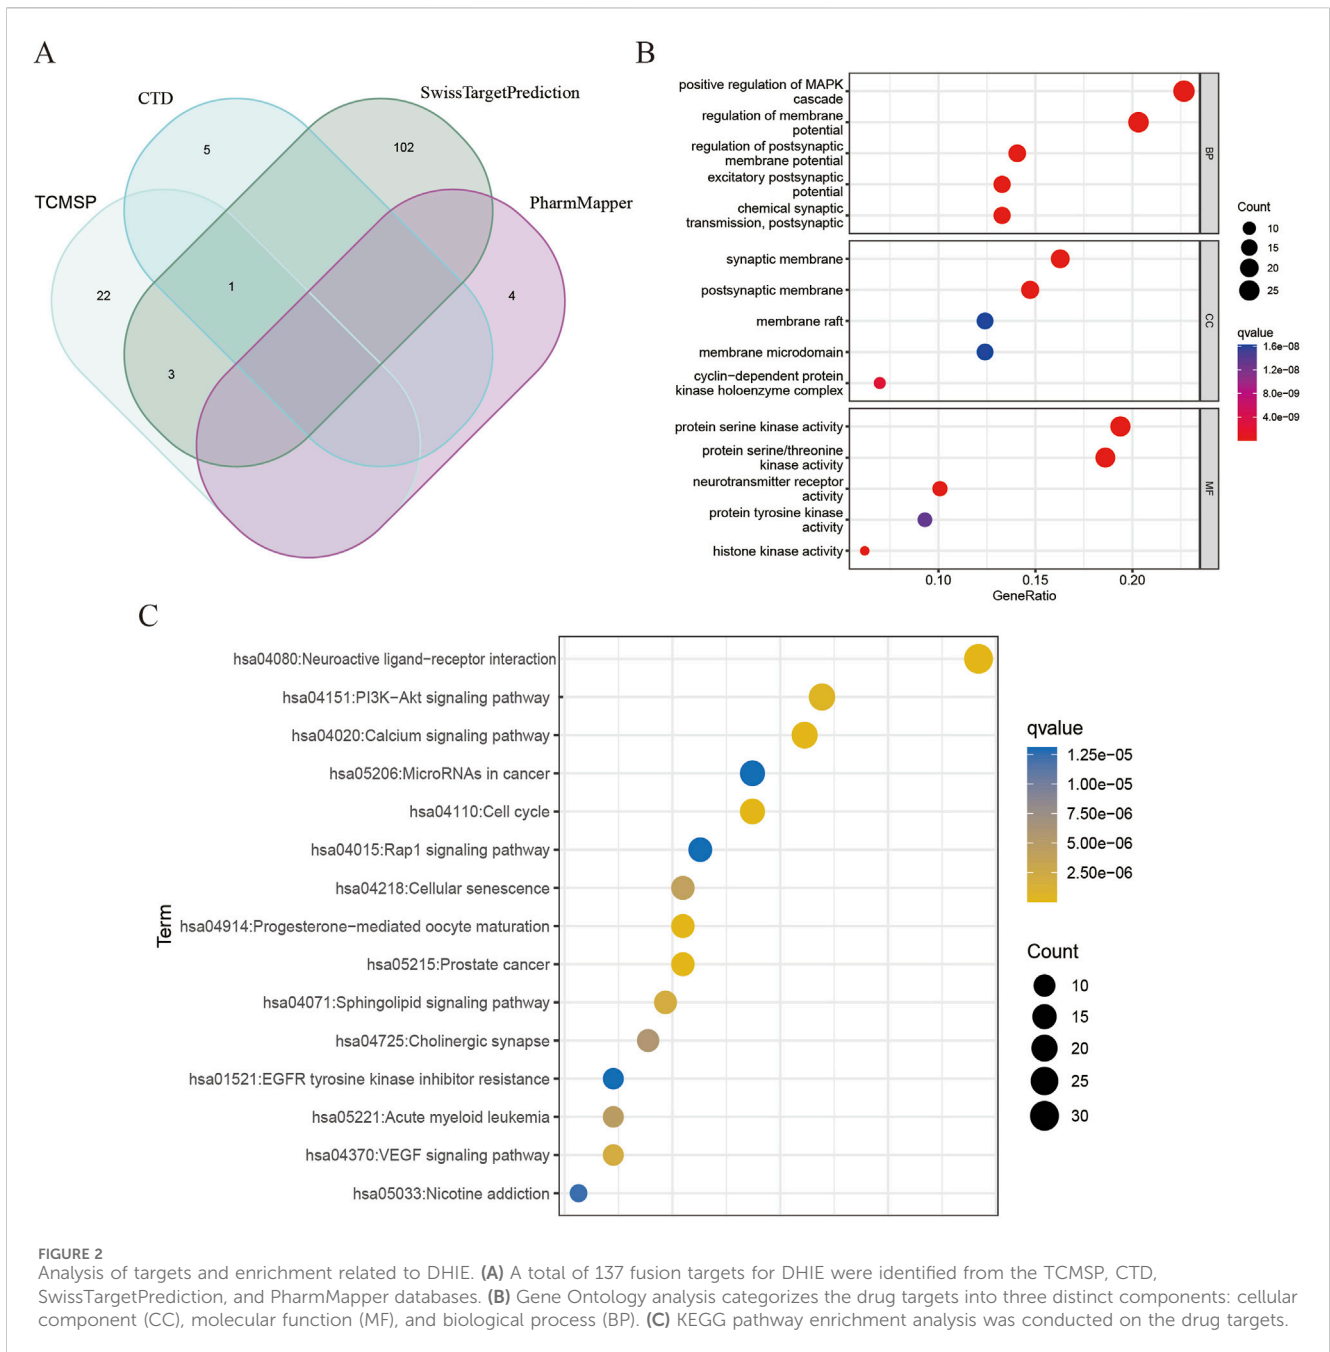 A
CTD
SwissTargetPrediction
TCMSP
PharmMapper
5
102
22
1
4
3
B
positive regulation of MAPK
cascade
regulation of membrane
potential
regulation of postsynaptic
membrane potential
excitatory postsynaptic
potential
chemical synaptic
transmission, postsynaptic
BP
synaptic membrane
postsynaptic membrane
membrane raft
membrane microdomain
cyclin−dependent protein
kinase holoenzyme complex
CC
protein serine kinase activity
protein serine/threonine
kinase activity
neurotransmitter receptor
activity
protein tyrosine kinase
activity
histone kinase activity
MF
0.10 0.15 0.20
GeneRatio
Count
10
15
20
25
qvalue
1.6e−08
1.2e−08
8.0e−09
4.0e−09
C
Term
hsa04080:Neuroactive ligand−receptor interaction
hsa04151:PI3K−Akt signaling pathway
hsa04020:Calcium signaling pathway
hsa05206:MicroRNAs in cancer
hsa04110:Cell cycle
hsa04015:Rap1 signaling pathway
hsa04218:Cellular senescence
hsa04914:Progesterone−mediated oocyte maturation
hsa05215:Prostate cancer
hsa04071:Sphingolipid signaling pathway
hsa04725:Cholinergic synapse
hsa01521:EGFR tyrosine kinase inhibitor resistance
hsa05221:Acute myeloid leukemia
hsa04370:VEGF signaling pathway
hsa05033:Nicotine addiction
qvalue
1.25e−05
1.00e−05
7.50e−06
5.00e−06
2.50e−06
Count
10
15
20
25
30
FIGURE 2
Analysis of targets and enrichment related to DHIE. (A) A total of 137 fusion targets for DHIE were identified from the TCMSP, CTD,
SwissTargetPrediction, and PharmMapper databases. (B) Gene Ontology analysis categorizes the drug targets into three distinct components: cellular
component (CC), molecular function (MF), and biological process (BP). (C) KEGG pathway enrichment analysis was conducted on the drug targets.